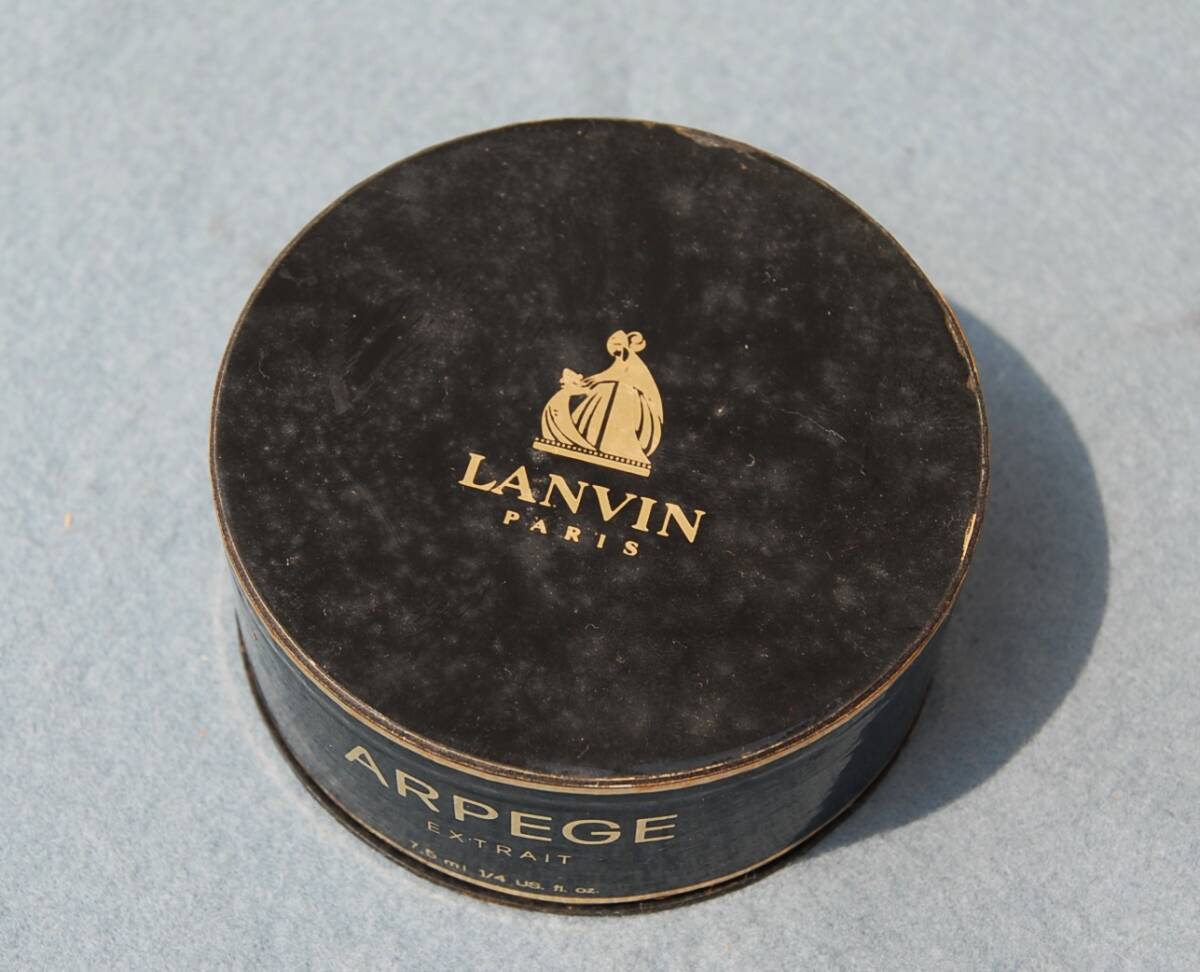 LANVIN
PARIS
ARPEGE
EXTRAIT
7.5 ml 1/4 US. fl. oz.